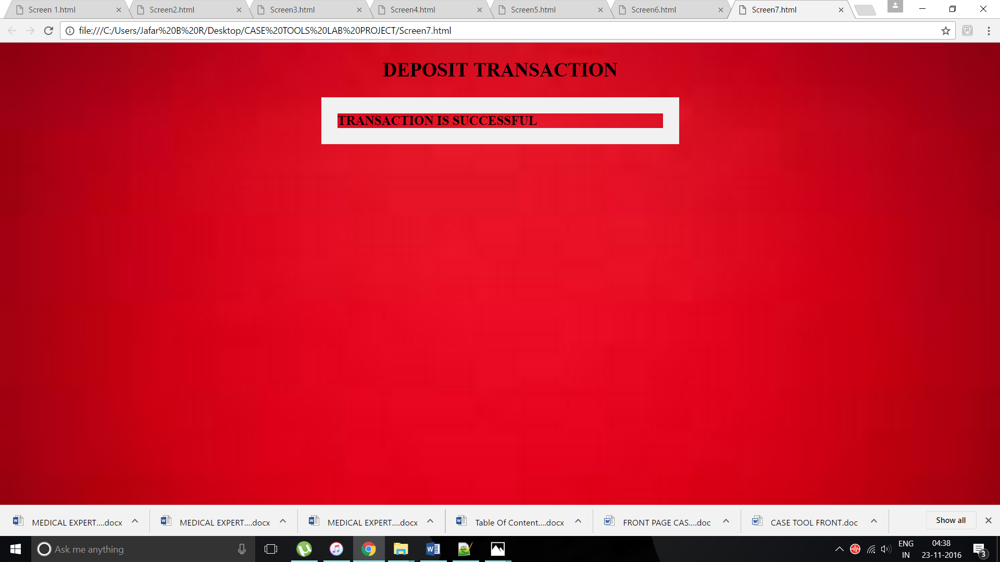 Screen 1.html
Screen2.html
Screen3.html
Screen4.html
Screen5.html
Screen6.html
Screen7.html
file:///C:/Users/Jafar%20B%20R/Desktop/CASE%20TOOLS%20LAB%20PROJECT/Screen7.html
DEPOSIT TRANSACTION
TRANSACTION IS SUCCESSFUL
MEDICAL EXPERT....docx
MEDICAL EXPERT....docx
MEDICAL EXPERT....docx
Table Of Content....docx
FRONT PAGE CAS....doc
CASE TOOL FRONT.doc
Show all
Ask me anything
ENG
IN
04:38
23-11-2016
3